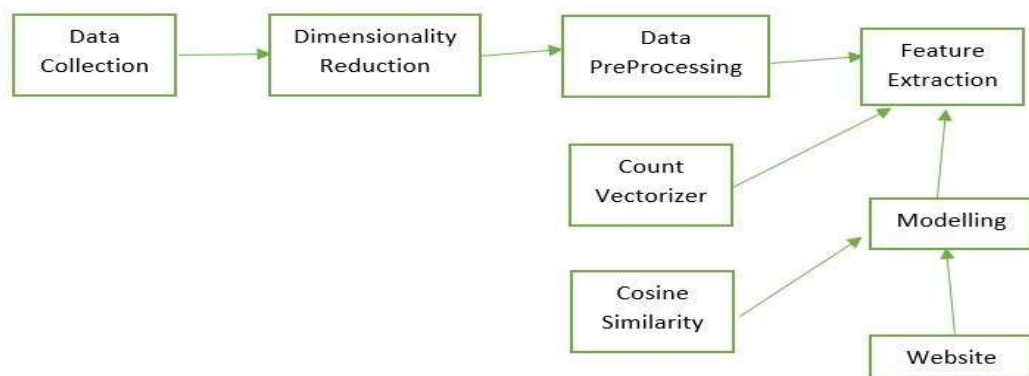 Data
Collection
Dimensionality
Reduction
Data
PreProcessing
Feature
Extraction
Count
Vectorizer
Modelling
Cosine
Similarity
Website